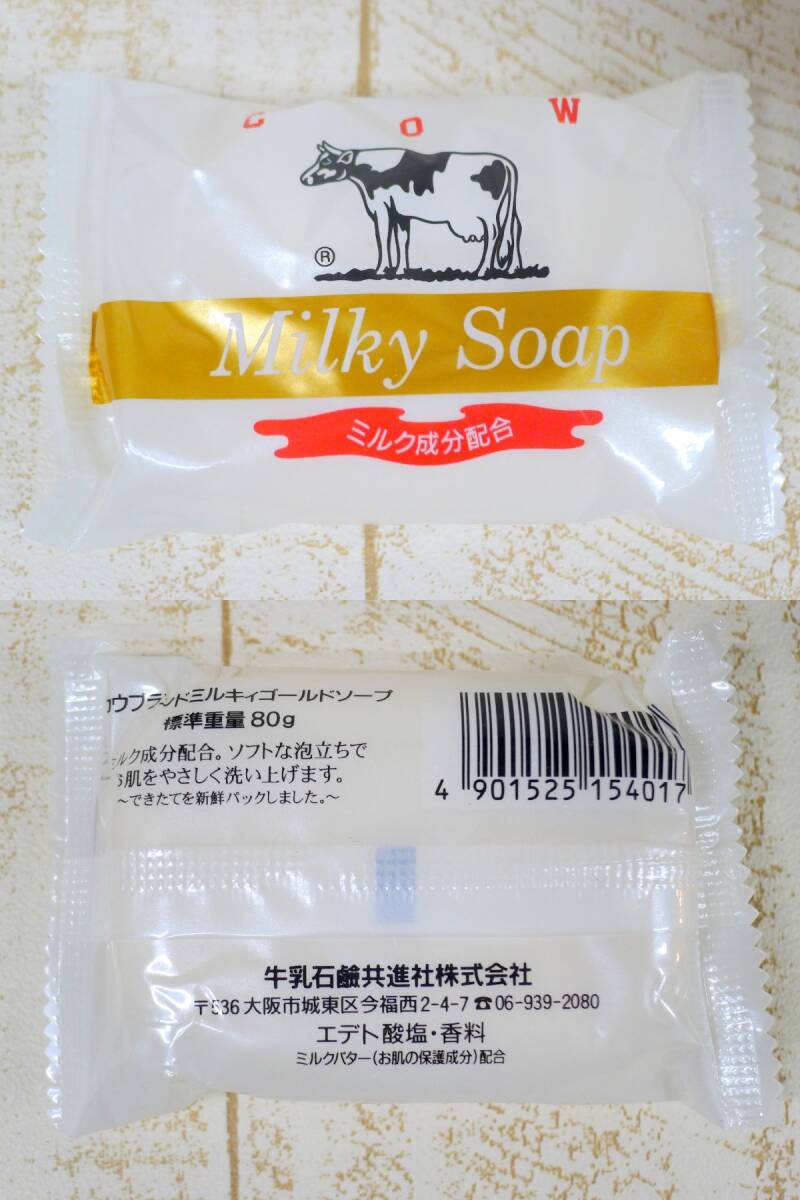 COW
®
Milky Soap
ミルク成分配合
カウブランドミルキィゴールドソープ
標準重量 80g
ミルク成分配合。ソフトな泡立ちで
お肌をやさしく洗い上げます。
～できたてを新鮮パックしました。～
4 901525 154017
牛乳石鹸共進社株式会社
〒536 大阪市城東区今福西2-4-7 ☎06-939-2080
エデト酸塩・香料
ミルクバター(お肌の保護成分)配合